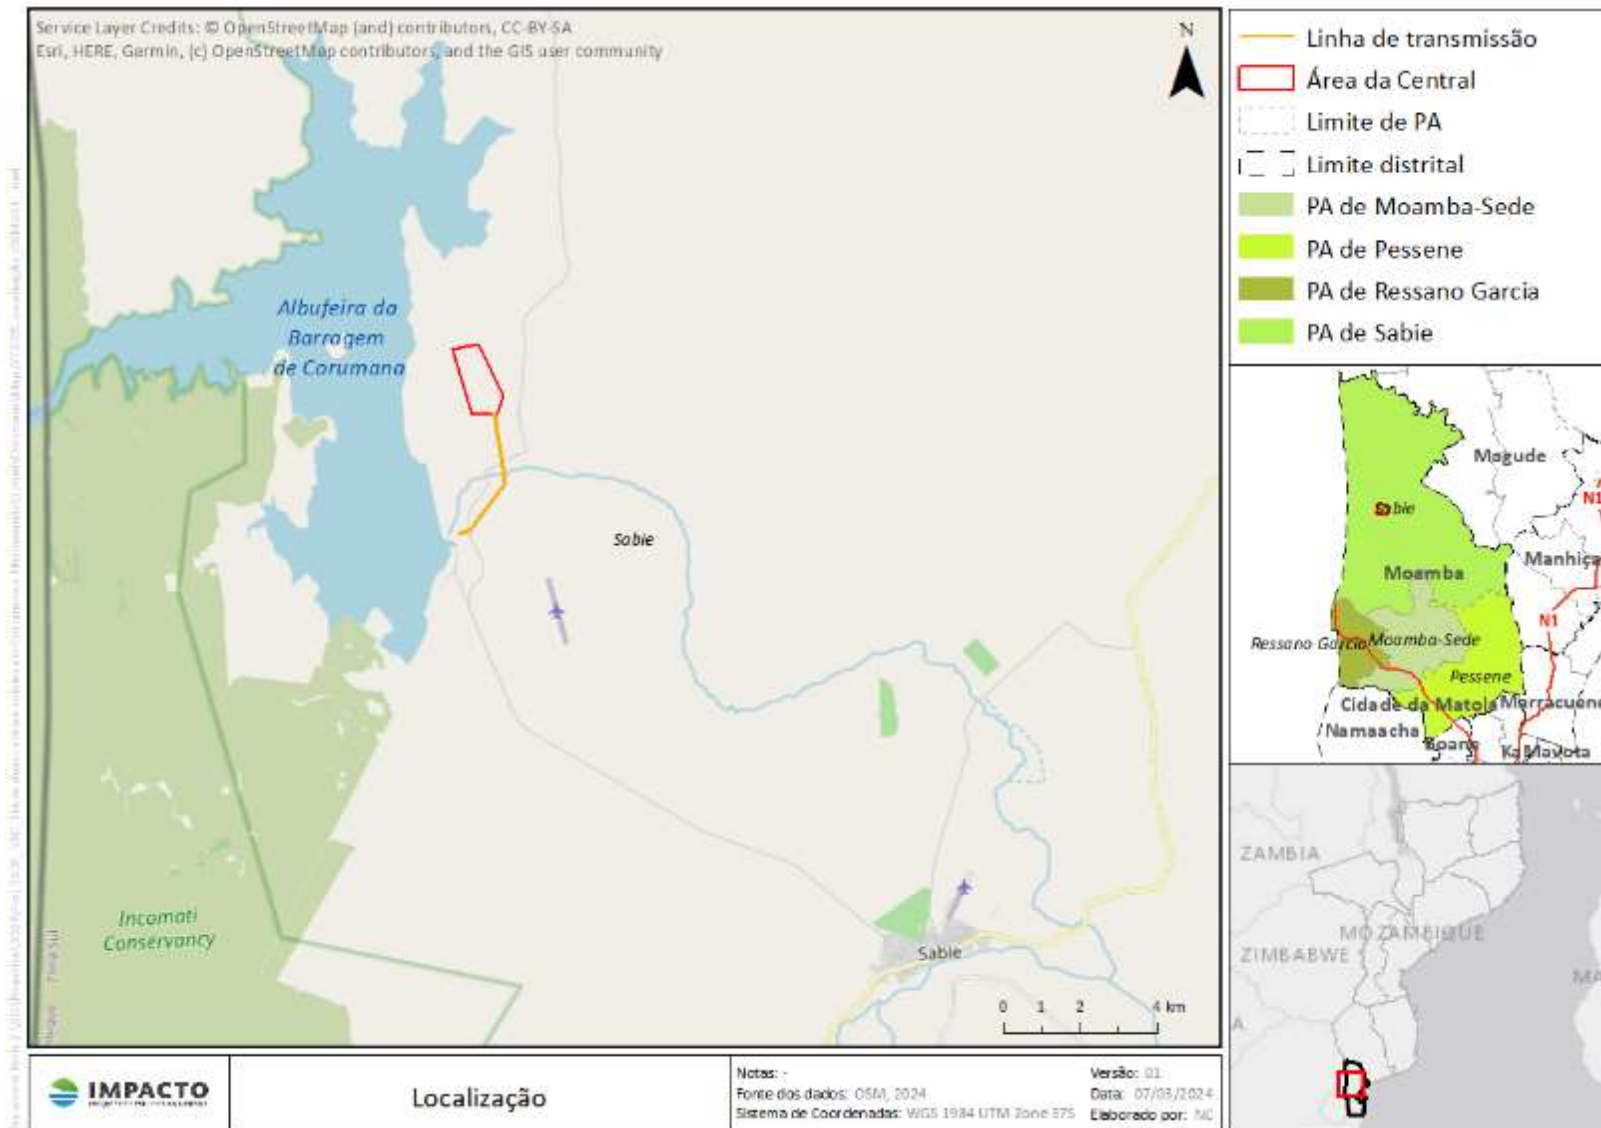 Service Layer Credits: © OpenStreetMap (and) contributors, CC-BY-SA
Esri, HERE, Garmin, (c) OpenStreetMap contributors, and the GIS user community
N
Albufeira da
Barragem
de Corumana
Sabie
Incomati
Conservancy
Sabie
0 1 2 4 km
Linha de transmissão
Área da Central
Limite de PA
Limite distrital
PA de Moamba-Sede
PA de Pessene
PA de Ressano Garcia
PA de Sabie
Magude
N1
Sabie
Manhiça
Moamba
N1
Ressano Garcia
Moamba-Sede
Pessene
Cidade da Matola
Marracuene
Namaacha
Boane
Ka Mavota
ZAMBIA
MOZAMBIQUE
ZIMBABWE
MA
A
IMPACTO
Localização
Notas: -
Fonte dos dados: OSM, 2024
Sistema de Coordenadas: WGS 1984 UTM Zone 37S
Versão: 01
Data: 07/03/2024
Elaborado por: NC